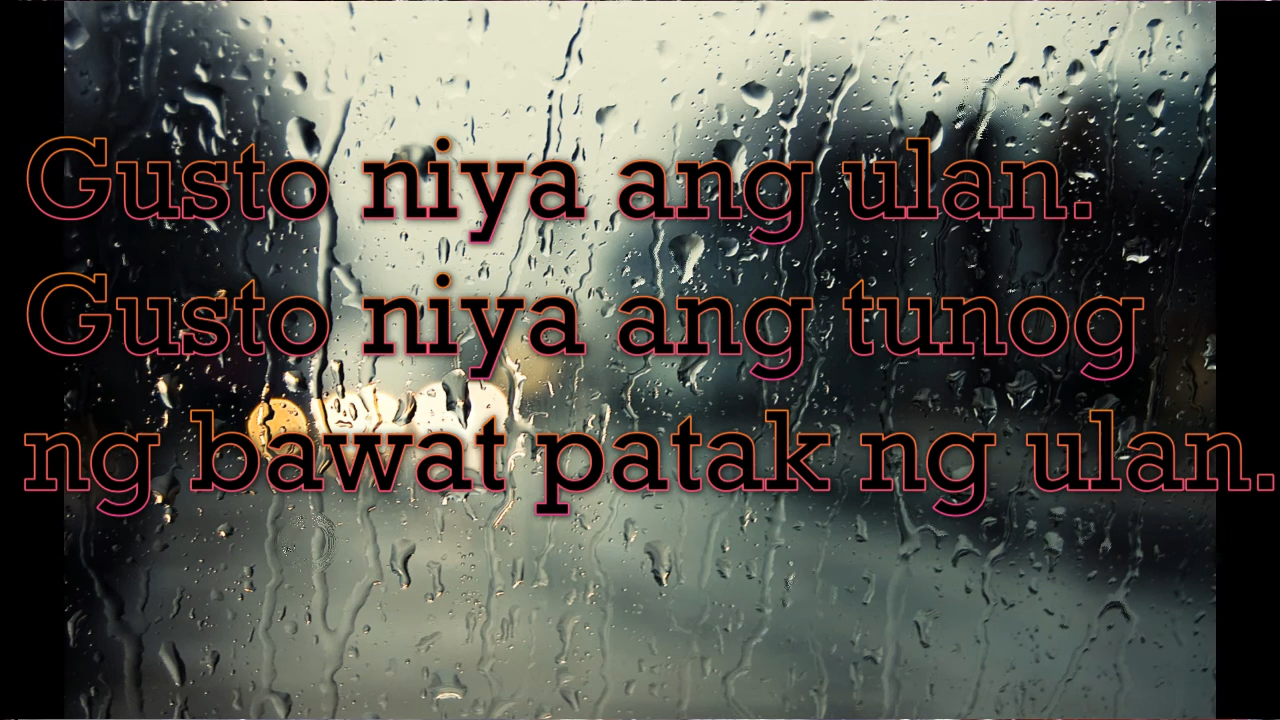 Gusto niya ang ulan.
Gusto niya ang tunog
ng bawat patak ng ulan.